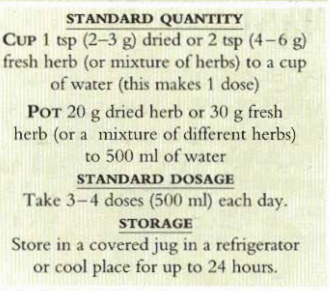 STANDARD QUANTITY
CUP 1 tsp (2–3 g) dried or 2 tsp (4–6 g)
fresh herb (or mixture of herbs) to a cup
of water (this makes 1 dose)
POT 20 g dried herb or 30 g fresh
herb (or a mixture of different herbs)
to 500 ml of water
STANDARD DOSAGE
Take 3–4 doses (500 ml) each day.
STORAGE
Store in a covered jug in a refrigerator
or cool place for up to 24 hours.